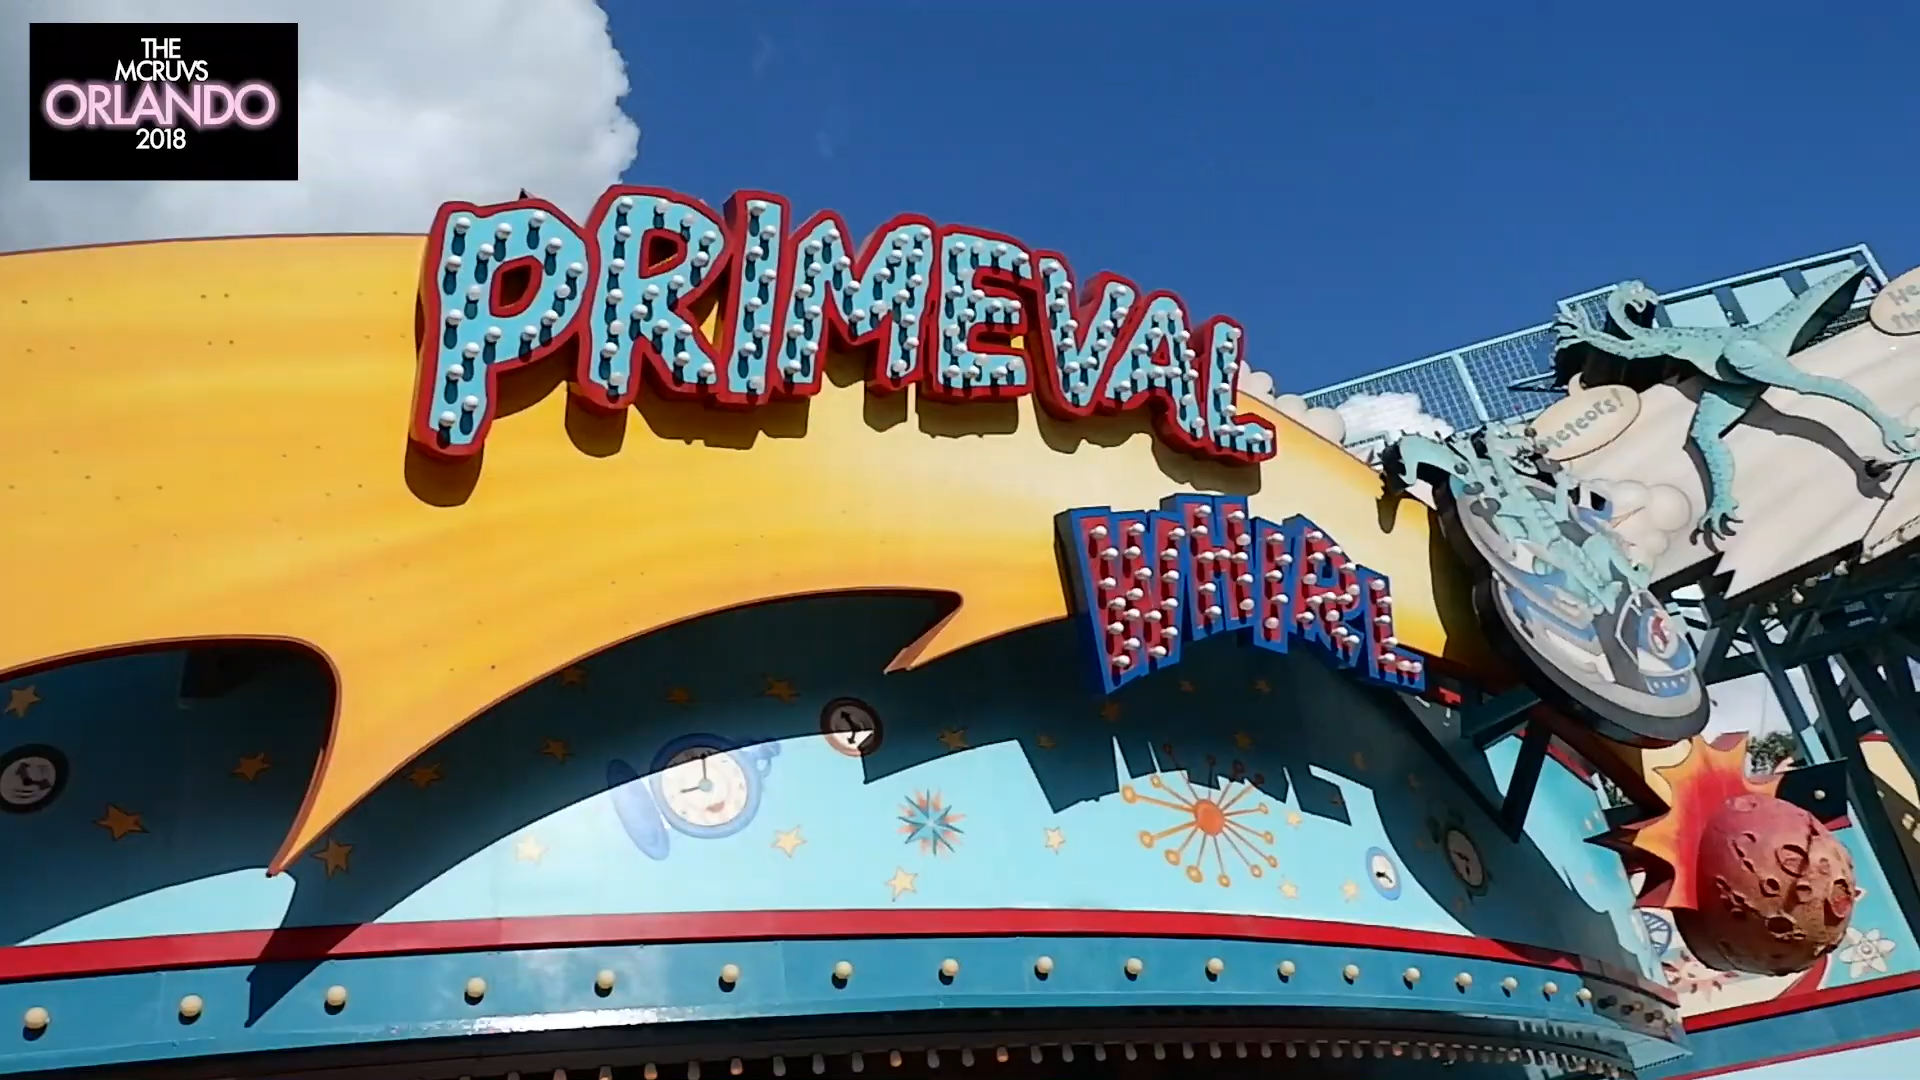 THE
MCRUVS
ORLANDO
2018
PRIMEVAL
WHIRL
Meteors!